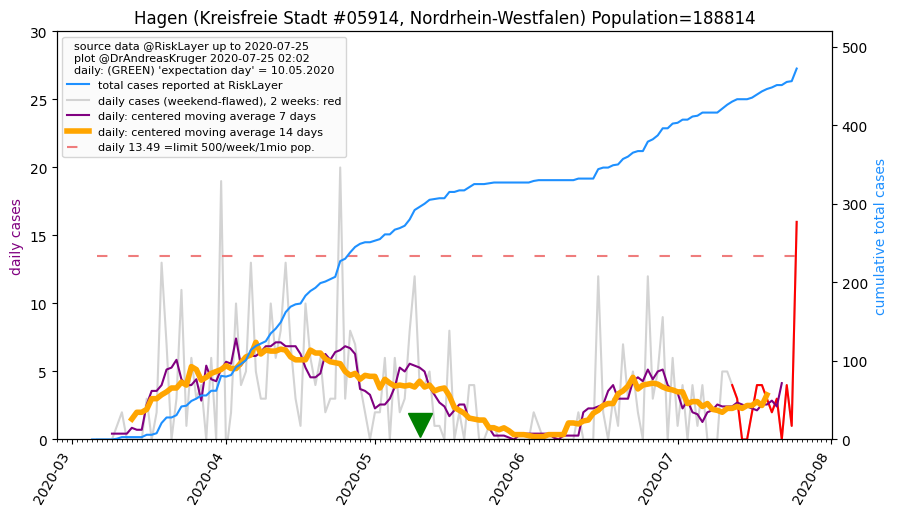 Hagen (Kreisfreie Stadt #05914, Nordrhein-Westfalen) Population=188814
source data @RiskLayer up to 2020-07-25
plot @DrAndreasKruger 2020-07-25 02:02
daily: (GREEN) 'expectation day' = 10.05.2020
total cases reported at RiskLayer
daily cases (weekend-flawed), 2 weeks: red
daily: centered moving average 7 days
daily: centered moving average 14 days
daily 13.49 =limit 500/week/1mio pop.
daily cases
30
25
20
15
10
5
0
cumulative total cases
500
400
300
200
100
0
2020-03
2020-04
2020-05
2020-06
2020-07
2020-08